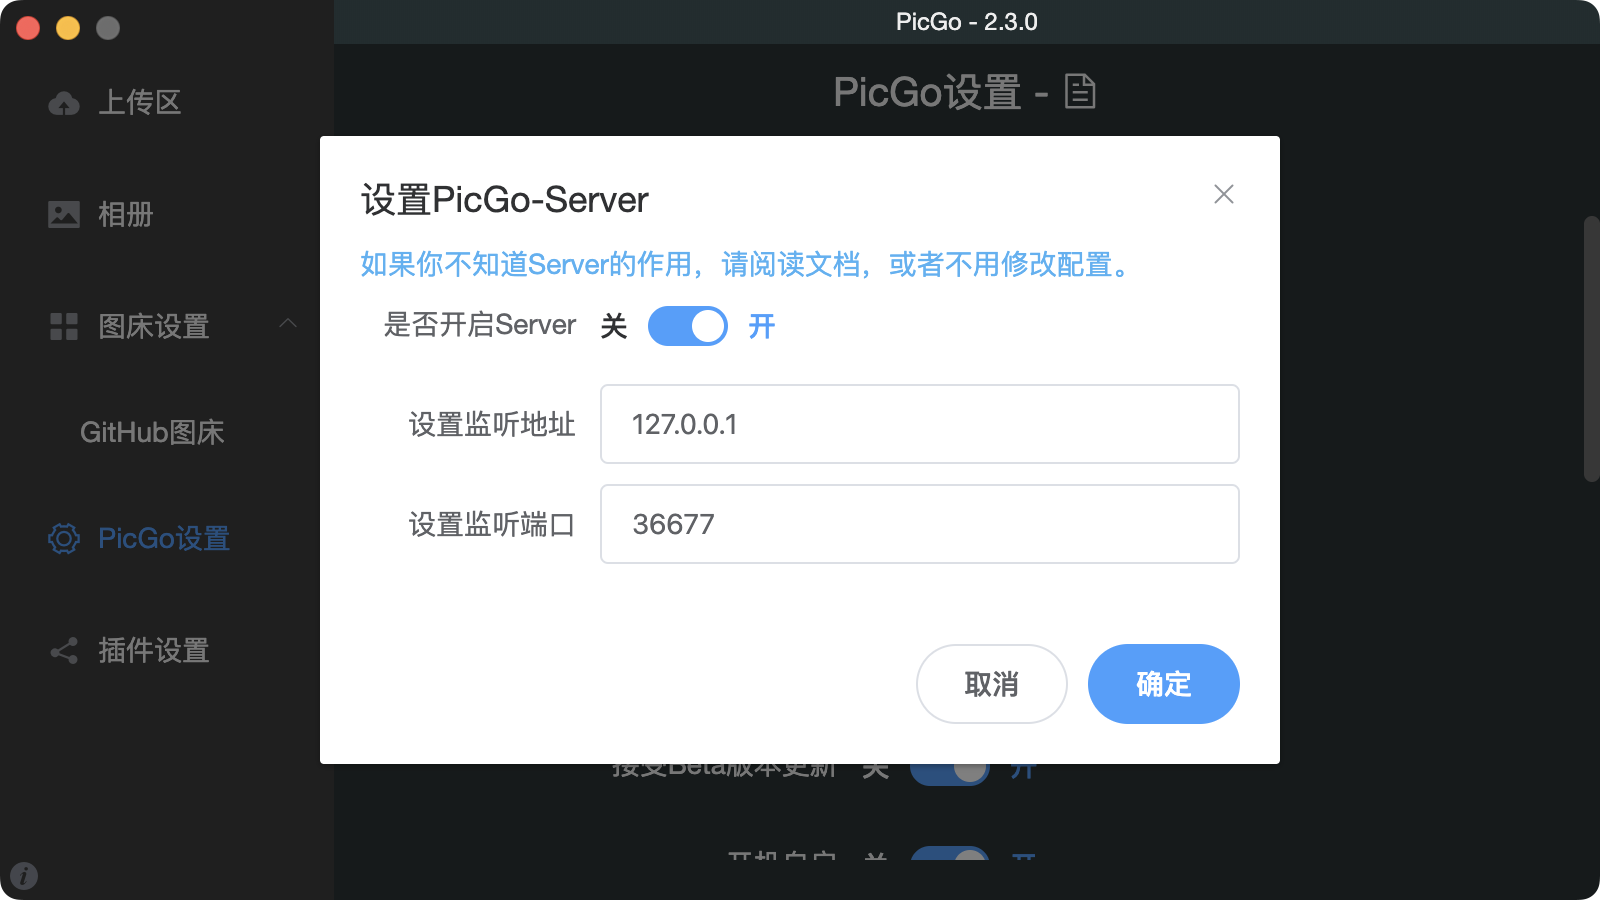 PicGo - 2.3.0
上传区
相册
图床设置
GitHub图床
PicGo设置
插件设置
PicGo设置 -
设置PicGo-Server
如果你不知道Server的作用，请阅读文档，或者不用修改配置。
是否开启Server 关 开
设置监听地址 127.0.0.1
设置监听端口 36677
取消 确定
接受Beta版本更新 关 开
开机自启 关 开